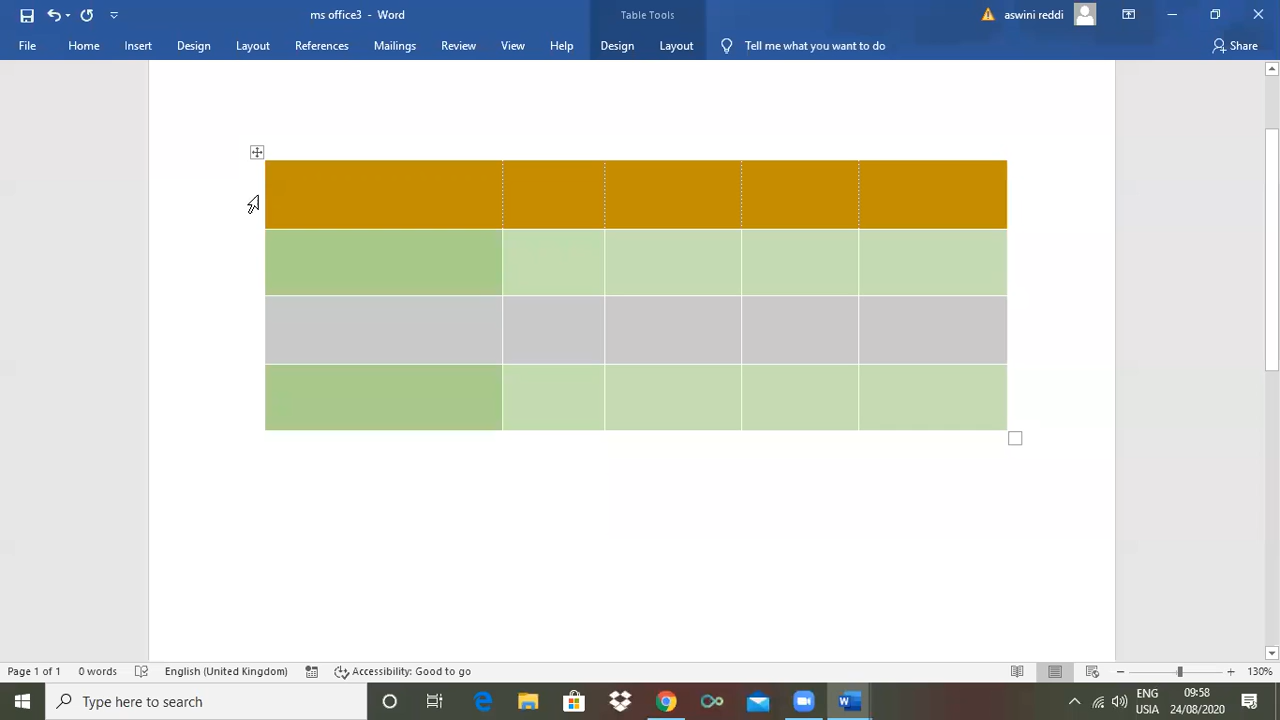 ms office3 - Word
Table Tools
aswini reddi
File
Home
Insert
Design
Layout
References
Mailings
Review
View
Help
Design
Layout
Tell me what you want to do
Share
Page 1 of 1
0 words
English (United Kingdom)
Accessibility: Good to go
130%
Type here to search
ENG
USIA
09:58
24/08/2020